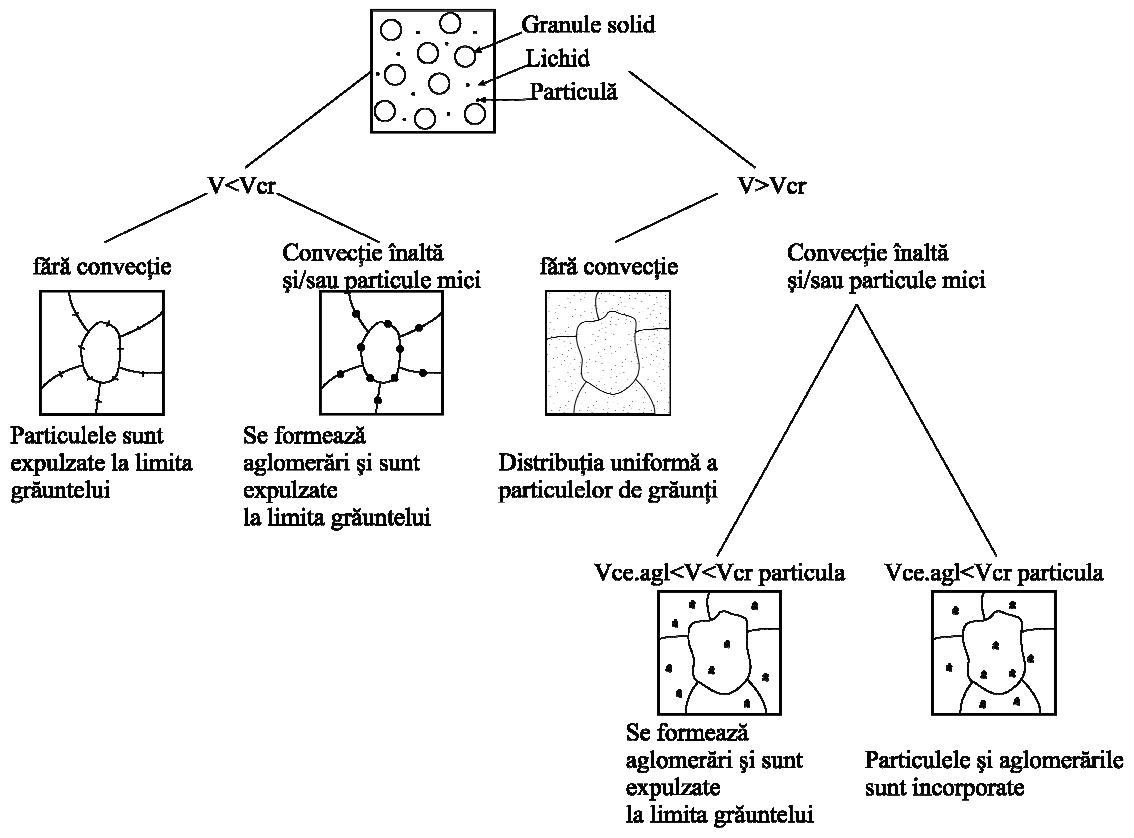 Granule solid
Lichid
Particulă
V<Vcr
V>Vcr
fără convecţie
Convecţie înaltă
şi/sau particule mici
fără convecţie
Convecţie înaltă
şi/sau particule mici
Particulele sunt
expulzate la limita
grăuntelui
Se formează
aglomerări şi sunt
expulzate
la limita grăuntelui
Distribuţia uniformă a
particulelor de grăunţi
Vce.agl<V<Vcr particula
Vce.agl<Vcr particula
Se formează
aglomerări şi sunt
expulzate
la limita grăuntelui
Particulele şi aglomerările
sunt incorporate